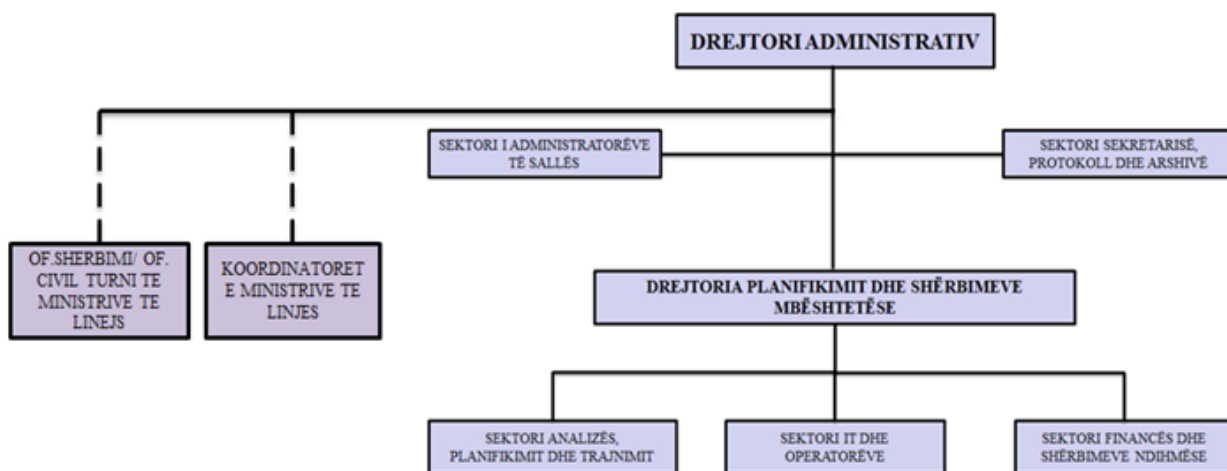 DREJTORI ADMINISTRATIV
SEKTORI I ADMINISTRATORËVE
TË SALLËS
SEKTORI SEKRETARISË,
PROTOKOLL DHE ARSHIVË
OF.SHERBIMI/ OF.
CIVIL TURNI TE
MINISTRIVE TE
LINEJS
KOORDINATORET
E MINISTRIVE TE
LINJES
DREJTORIA PLANIFIKIMIT DHE SHËRBIMEVE
MBËSHTETËSE
SEKTORI ANALIZËS,
PLANIFIKIMIT DHE TRAJNIMIT
SEKTORI IT DHE
OPERATORËVE
SEKTORI FINANCËS DHE
SHËRBIMEVE NDIHMËSE